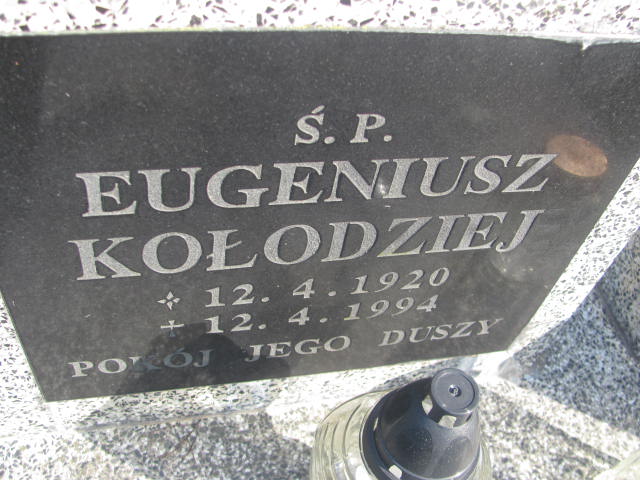 Ś. P.
EUGENIUSZ
KOŁODZIEJ
12. 4. 1920
12. 4. 1994
POKÓJ JEGO DUSZY